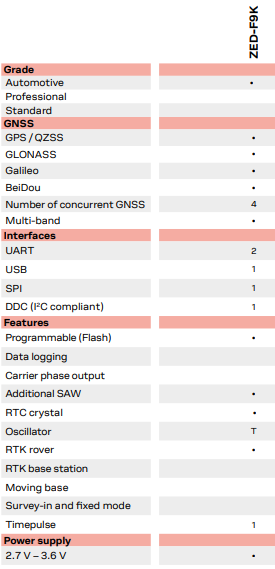 ZED-F9K
Grade
Automotive •
Professional
Standard
GNSS
GPS / QZSS •
GLONASS •
Galileo •
BeiDou •
Number of concurrent GNSS 4
Multi-band •
Interfaces
UART 2
USB 1
SPI 1
DDC (I²C compliant) 1
Features
Programmable (Flash) •
Data logging
Carrier phase output
Additional SAW •
RTC crystal •
Oscillator T
RTK rover •
RTK base station
Moving base
Survey-in and fixed mode
Timepulse 1
Power supply
2.7 V – 3.6 V •